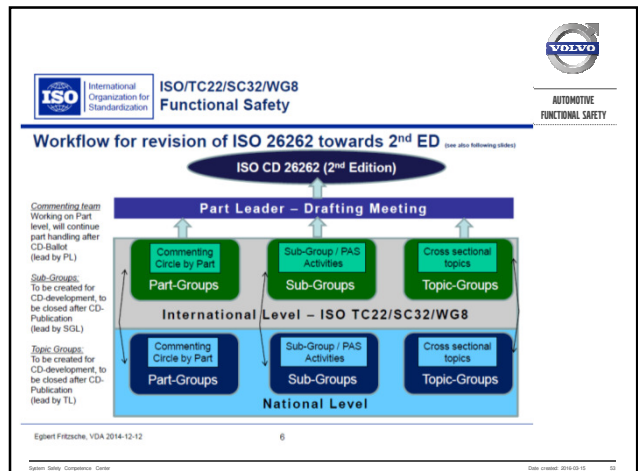 VOLVO
AUTOMOTIVE
FUNCTIONAL SAFETY
ISO
International
Organization for
Standardization
ISO/TC22/SC32/WG8
Functional Safety
Workflow for revision of ISO 26262 towards 2nd ED (see also following slides)
ISO CD 26262 (2nd Edition)
Part Leader – Drafting Meeting
Commenting team
Working on Part
level, will continue
part handling after
CD-Ballot
(lead by PL)
Sub-Groups:
To be created for
CD-development, to
be closed after CD-
Publication
(lead by SGL)
Topic Groups:
To be created for
CD-development, to
be closed after CD-
Publication
(lead by TL)
Commenting
Circle by Part
Part-Groups
Sub-Group / PAS
Activities
Sub-Groups
Cross sectional
topics
Topic-Groups
International Level – ISO TC22/SC32/WG8
Commenting
Circle by Part
Part-Groups
Sub-Group / PAS
Activities
Sub-Groups
Cross sectional
topics
Topic-Groups
National Level
Egbert Fritzsche, VDA 2014-12-12
6
System Safety Competence Center
Date created: 2016-03-15
53